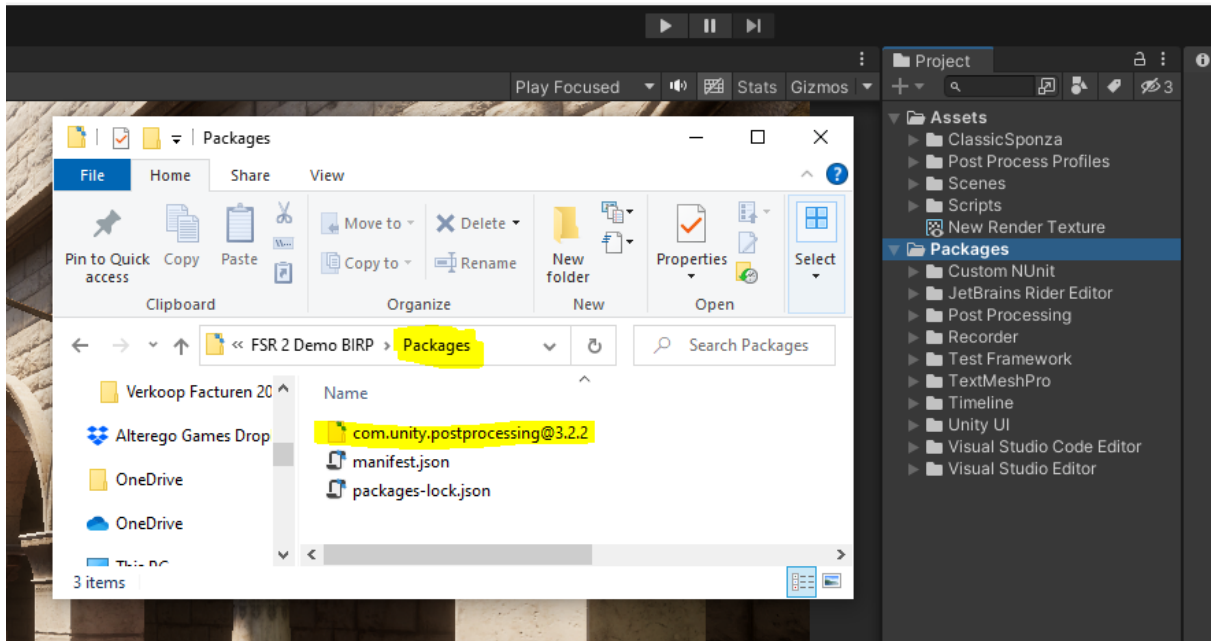 Play Focused
Stats
Gizmos
Project
3
Assets
ClassicSponza
Post Process Profiles
Scenes
Scripts
New Render Texture
Packages
Custom NUnit
JetBrains Rider Editor
Post Processing
Recorder
Test Framework
TextMeshPro
Timeline
Unity UI
Visual Studio Code Editor
Visual Studio Editor
Packages
File Home Share View
Pin to Quick access
Copy
Paste
Clipboard
Move to
Copy to
Delete
Rename
Organize
New folder
New
Properties
Open
Select
« FSR 2 Demo BIRP > Packages
Search Packages
Verkoop Facturen 20
Alterego Games Drop
OneDrive
OneDrive
This PC
Name
com.unity.postprocessing@3.2.2
manifest.json
packages-lock.json
3 items